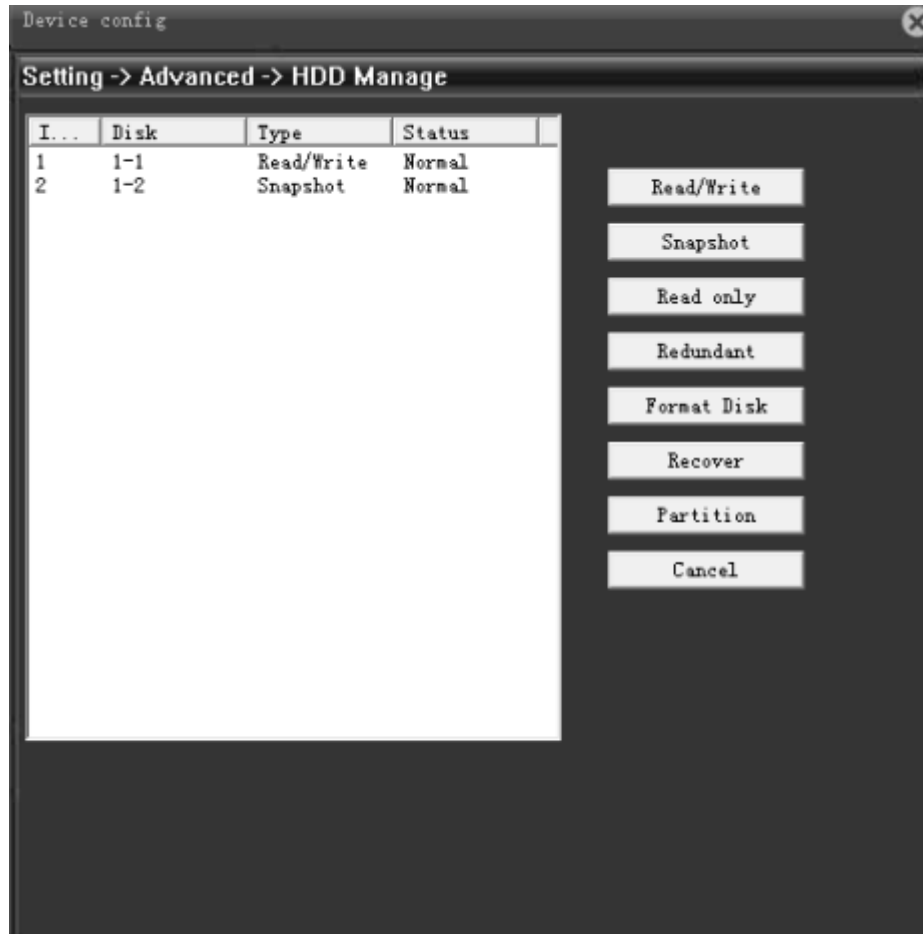 Device config
Setting -> Advanced -> HDD Manage
I... Disk Type Status
1 1-1 Read/Write Normal
2 1-2 Snapshot Normal
Read/Write
Snapshot
Read only
Redundant
Format Disk
Recover
Partition
Cancel